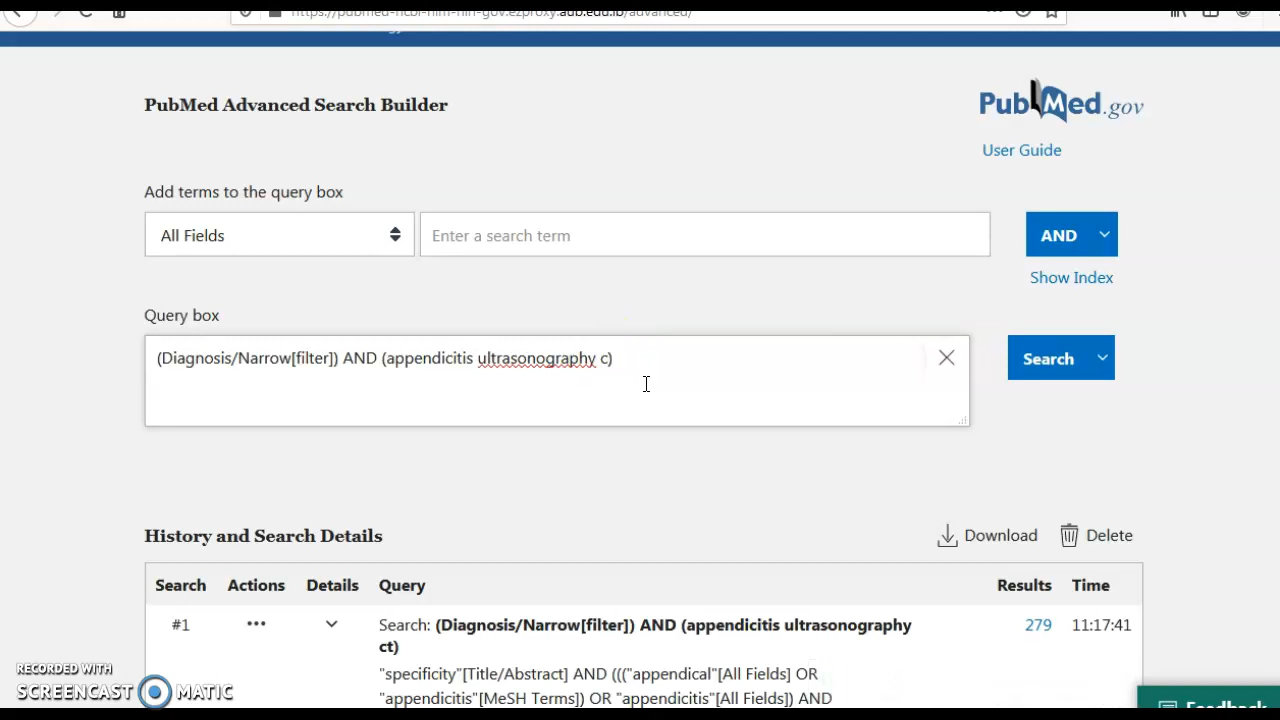 https://pubmed-ncbi-nlm-nih-gov.ezproxy.aub.edu.lb/advanced/
PubMed Advanced Search Builder
PubMed.gov
User Guide
Add terms to the query box
All Fields
Enter a search term
AND
Show Index
Query box
(Diagnosis/Narrow[filter]) AND (appendicitis ultrasonography c)
Search
History and Search Details
Download
Delete
Search Actions Details Query Results Time
#1 ••• Search: (Diagnosis/Narrow[filter]) AND (appendicitis ultrasonography 279 11:17:41
ct)
"specificity"[Title/Abstract] AND ((("appendical"[All Fields] OR
"appendicitis"[MeSH Terms]) OR "appendicitis"[All Fields]) AND
RECORDED WITH
SCREENCAST MATIC
Feedback